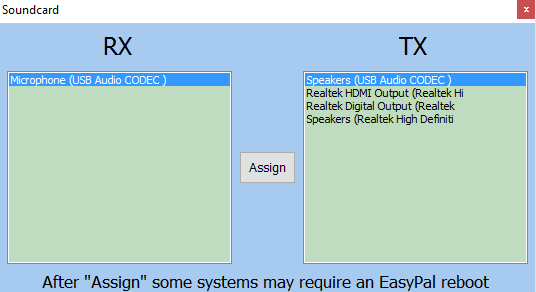 Soundcard
x
RX
TX
Microphone (USB Audio CODEC )
Speakers (USB Audio CODEC )
Realtek HDMI Output (Realtek Hi
Realtek Digital Output (Realtek
Speakers (Realtek High Definiti
Assign
After "Assign" some systems may require an EasyPal reboot